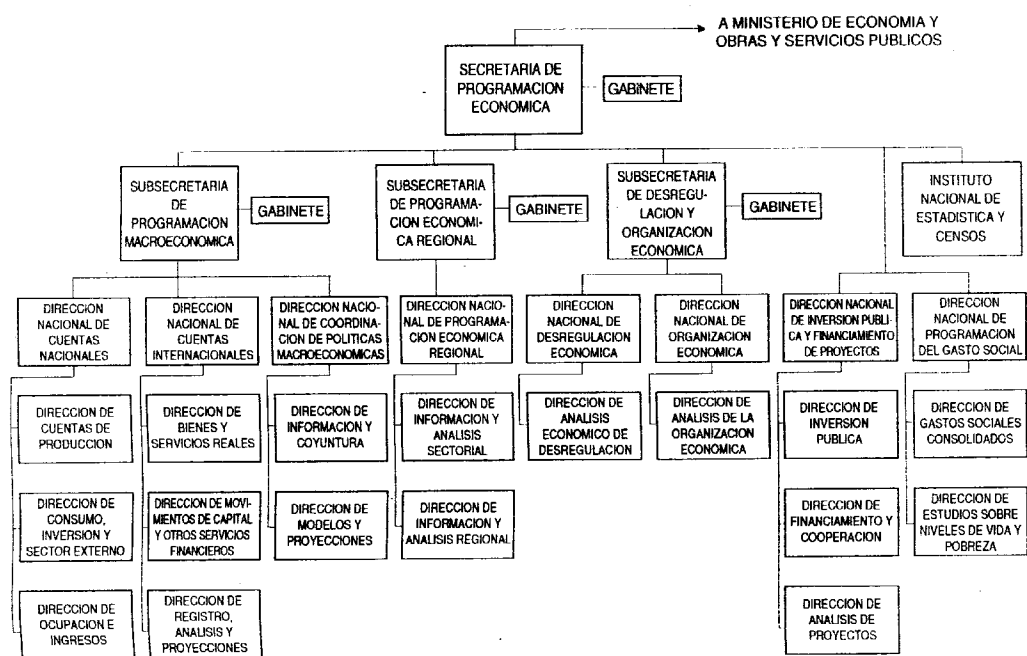 A MINISTERIO DE ECONOMIA Y
OBRAS Y SERVICIOS PUBLICOS
SECRETARIA DE
PROGRAMACION
ECONOMICA
GABINETE
SUBSECRETARIA
DE
PROGRAMACION
MACROECONOMICA
GABINETE
SUBSECRETARIA
DE PROGRAMA-
CION ECONOMI-
CA REGIONAL
GABINETE
SUBSECRETARIA
DE DESREGU-
LACION Y
ORGANIZACION
ECONOMICA
GABINETE
INSTITUTO
NACIONAL DE
ESTADISTICA Y
CENSOS
DIRECCION
NACIONAL DE
CUENTAS
NACIONALES
DIRECCION
NACIONAL DE
CUENTAS
INTERNACIONALES
DIRECCION NACIO-
NAL DE COORDINA-
CION DE POLITICAS
MACROECONOMICAS
DIRECCION NACIO-
NAL DE PROGRAMA-
CION ECONOMICA
REGIONAL
DIRECCION
NACIONAL DE
DESREGULACION
ECONOMICA
DIRECCION
NACIONAL DE
ORGANIZACION
ECONOMICA
DIRECCION NACIONAL
DE INVERSION PUBLI-
CA Y FINANCIAMIENTO
DE PROYECTOS
DIRECCION
NACIONAL DE
PROGRAMACION
DEL GASTO SOCIAL
DIRECCION DE
CUENTAS DE
PRODUCCION
DIRECCION DE
BIENES Y
SERVICIOS REALES
DIRECCION DE
INFORMACION Y
COYUNTURA
DIRECCION DE
INFORMACION Y
ANALISIS
SECTORIAL
DIRECCION DE
ANALISIS
ECONOMICO DE
DESREGULACION
DIRECCION DE
ANALISIS DE LA
ORGANIZACION
ECONOMICA
DIRECCION DE
INVERSION
PUBLICA
DIRECCION DE
GASTOS SOCIALES
CONSOLIDADOS
DIRECCION DE
CONSUMO,
INVERSION Y
SECTOR EXTERNO
DIRECCION DE MOVI-
MIENTOS DE CAPITAL
Y OTROS SERVICIOS
FINANCIEROS
DIRECCION DE
MODELOS Y
PROYECCIONES
DIRECCION DE
INFORMACION Y
ANALISIS REGIONAL
DIRECCION DE
FINANCIAMIENTO Y
COOPERACION
DIRECCION DE
ESTUDIOS SOBRE
NIVELES DE VIDA Y
POBREZA
DIRECCION DE
OCUPACION E
INGRESOS
DIRECCION DE
REGISTRO,
ANALISIS Y
PROYECCIONES
DIRECCION DE
ANALISIS DE
PROYECTOS